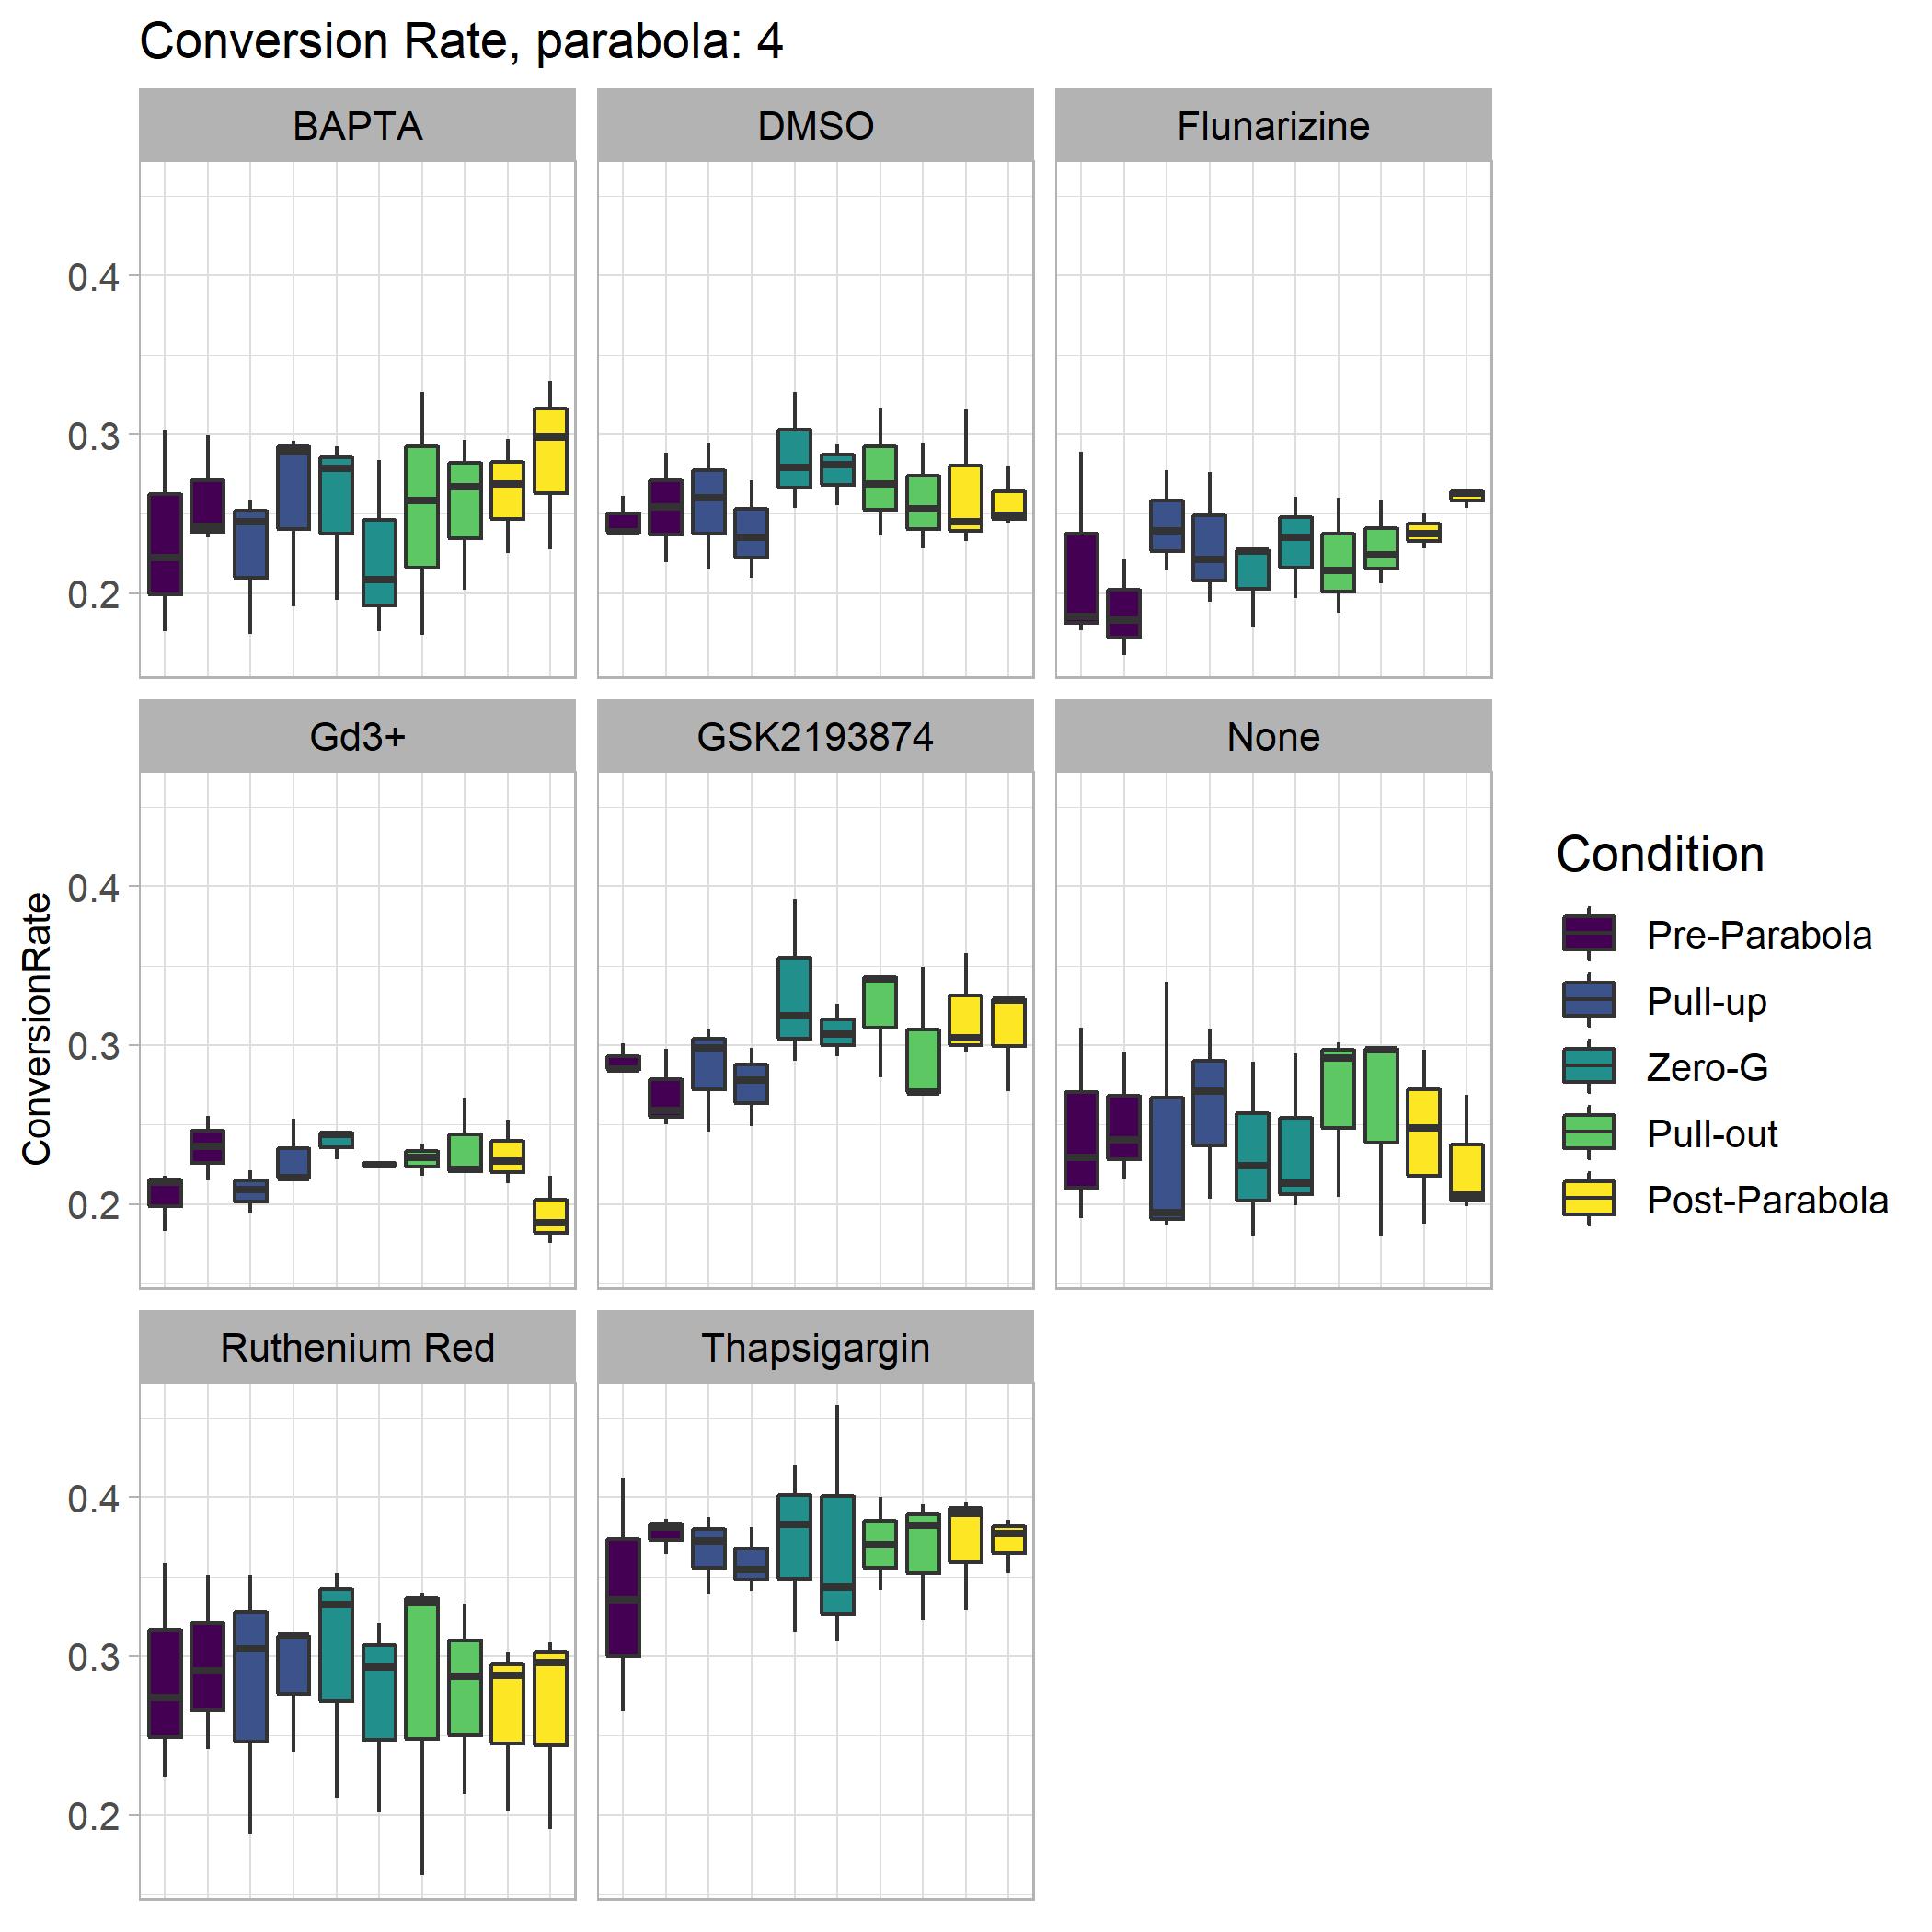 Conversion Rate, parabola: 4
BAPTA
DMSO
Flunarizine
0.4
0.3
0.2
Gd3+
GSK2193874
None
ConversionRate
0.4
0.3
0.2
Ruthenium Red
Thapsigargin
0.4
0.3
0.2
Condition
Pre-Parabola
Pull-up
Zero-G
Pull-out
Post-Parabola